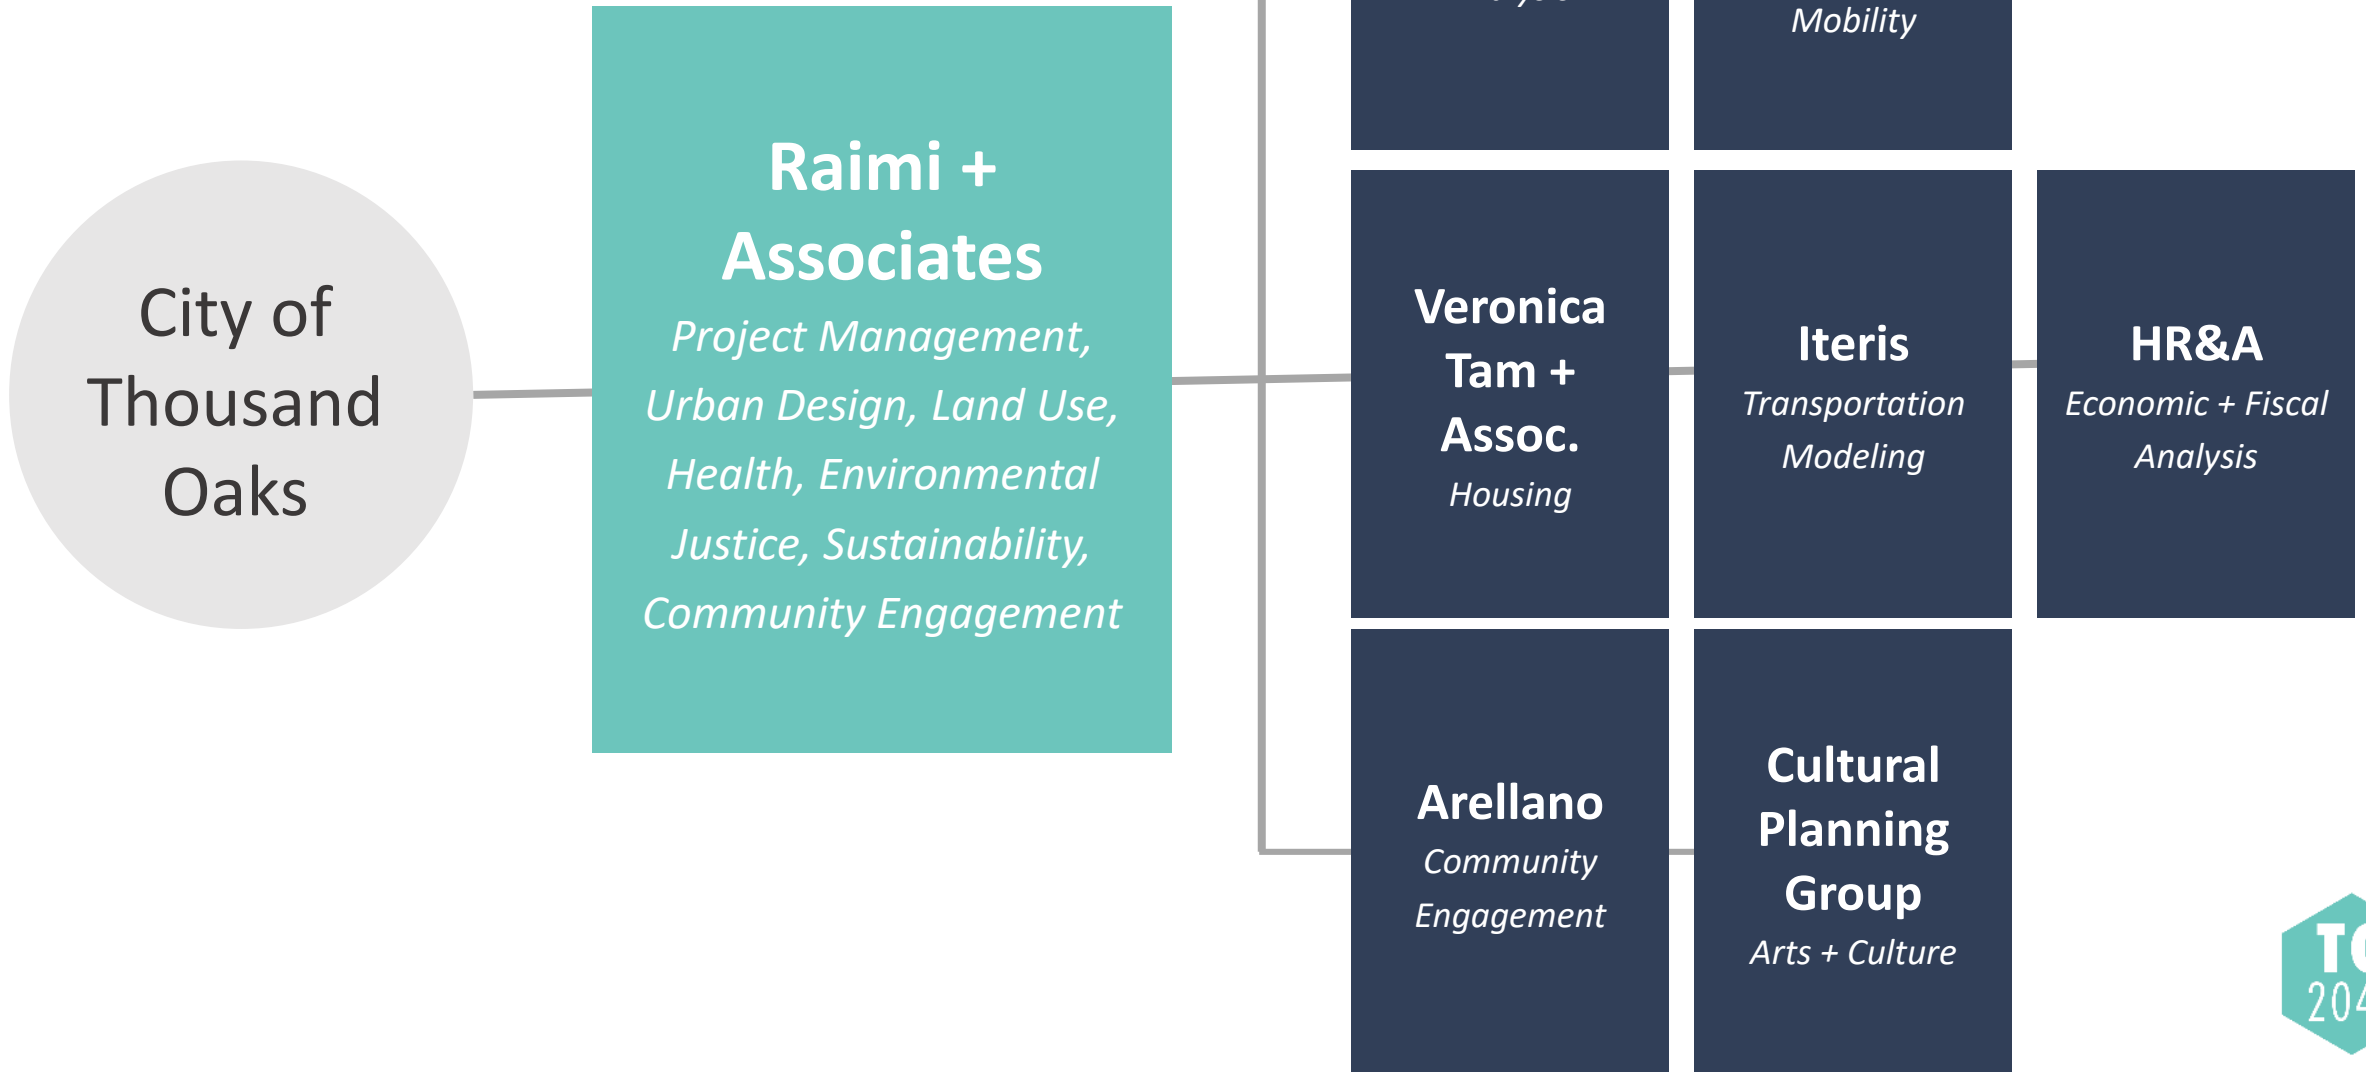 Mobility
City of
Thousand
Oaks
Raimi +
Associates
Project Management,
Urban Design, Land Use,
Health, Environmental
Justice, Sustainability,
Community Engagement
Veronica
Tam +
Assoc.
Housing
Iteris
Transportation
Modeling
HR&A
Economic + Fiscal
Analysis
Arellano
Community
Engagement
Cultural
Planning
Group
Arts + Culture